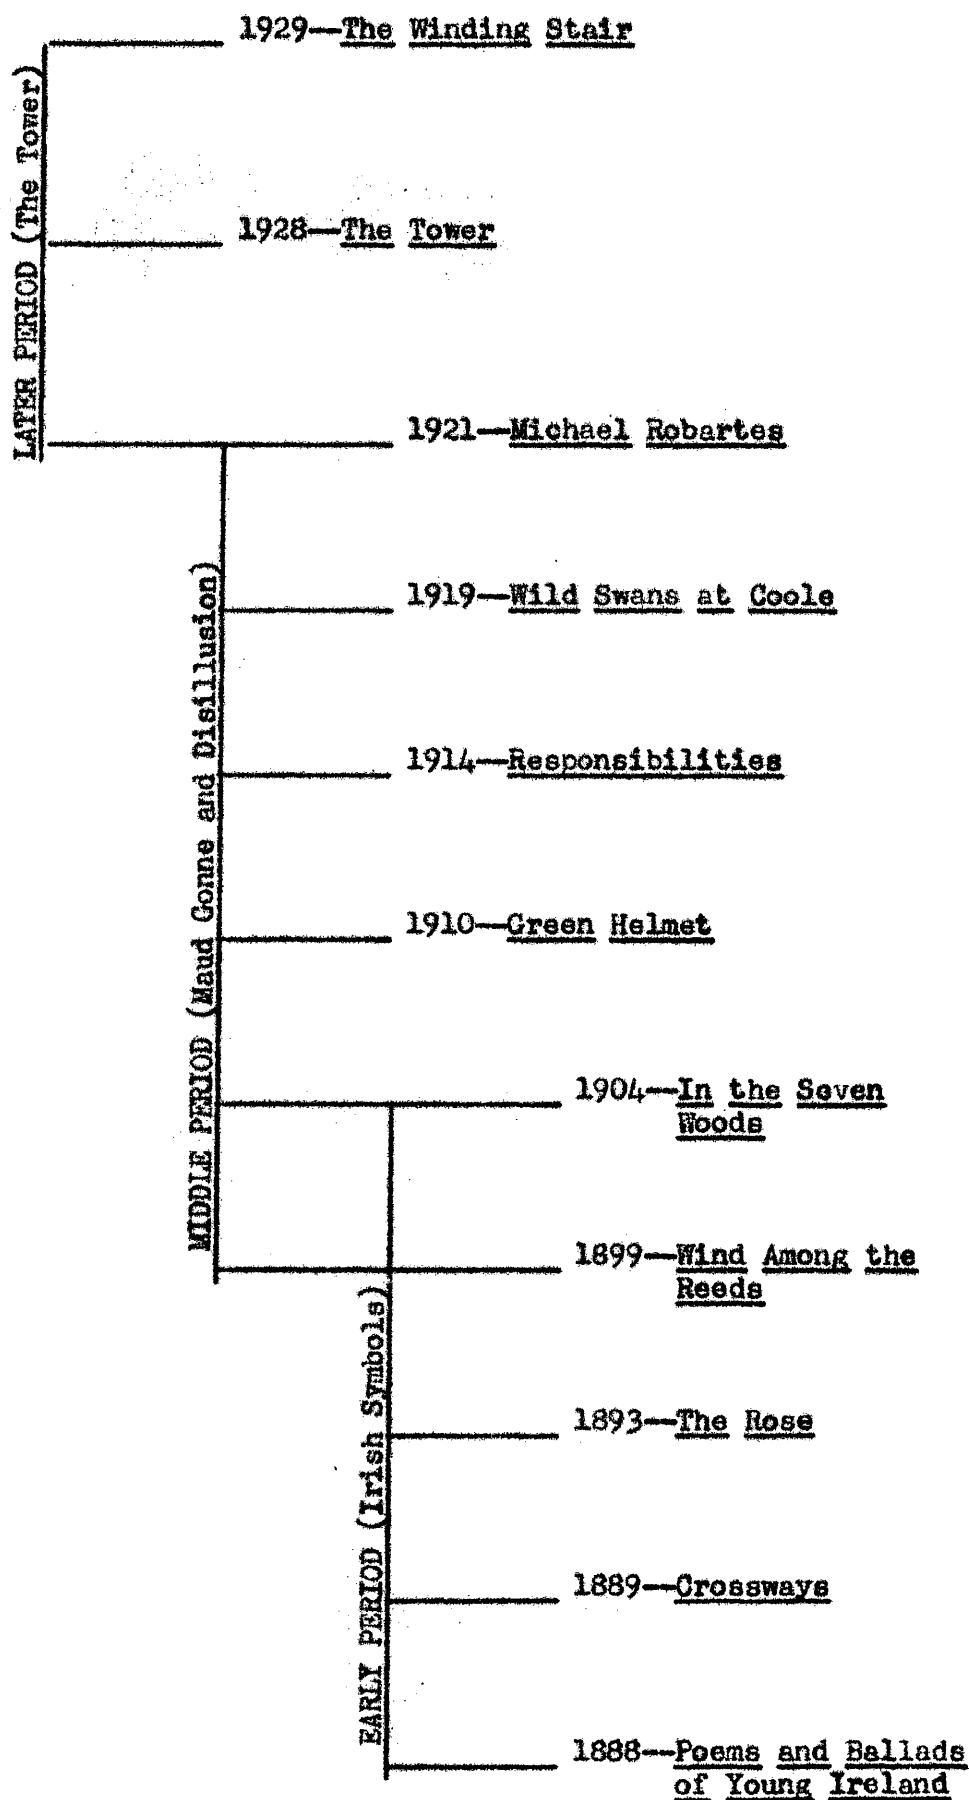 1929—The Winding Stair
LATER PERIOD (The Tower)
1928—The Tower
1921—Michael Robartes
MIDDLE PERIOD (Maud Gonne and Disillusion)
1919—Wild Swans at Coole
1914—Responsibilities
1910—Green Helmet
1904—In the Seven
Woods
1899—Wind Among the
Reeds
EARLY PERIOD (Irish Symbols)
1893—The Rose
1889—Crossways
1888—Poems and Ballads
of Young Ireland